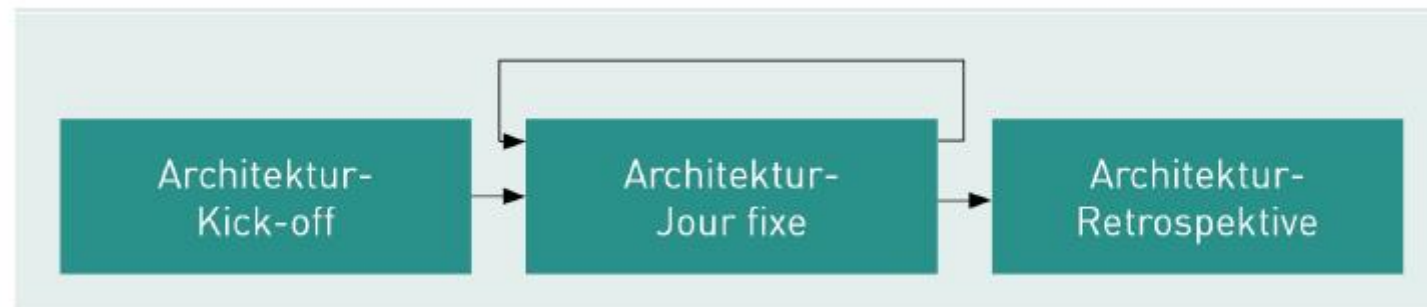 Architektur-
Kick-off
Architektur-
Jour fixe
Architektur-
Retrospektive